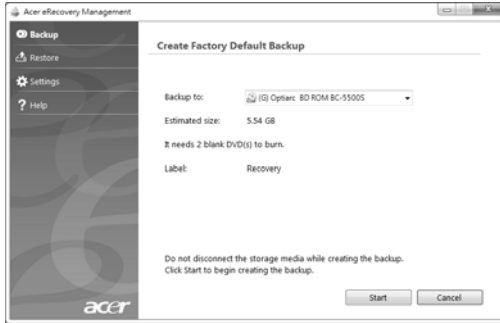 Acer eRecovery Management
Backup
Restore
Settings
Help
Create Factory Default Backup
Backup to: (G) Optiarc BD ROM BC-5500S
Estimated size: 5.54 GB
It needs 2 blank DVD(s) to burn.
Label: Recovery
Do not disconnect the storage media while creating the backup.
Click Start to begin creating the backup.
Start Cancel
acer